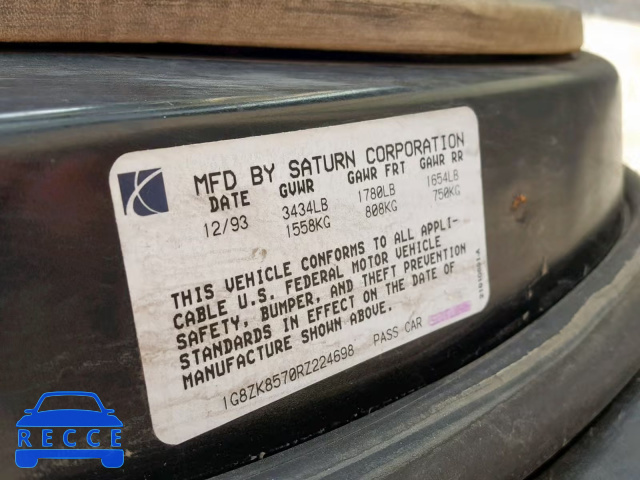 MFD BY SATURN CORPORATION
DATE GVWR GAWR FRT GAWR RR
12/93 3434LB 1780LB 1654LB
1558KG 808KG 750KG
THIS VEHICLE CONFORMS TO ALL APPLI-
CABLE U.S. FEDERAL MOTOR VEHICLE
SAFETY, BUMPER, AND THEFT PREVENTION
STANDARDS IN EFFECT ON THE DATE OF
MANUFACTURE SHOWN ABOVE.
1G8ZK8570RZ224698 PASS CAR
RECCE